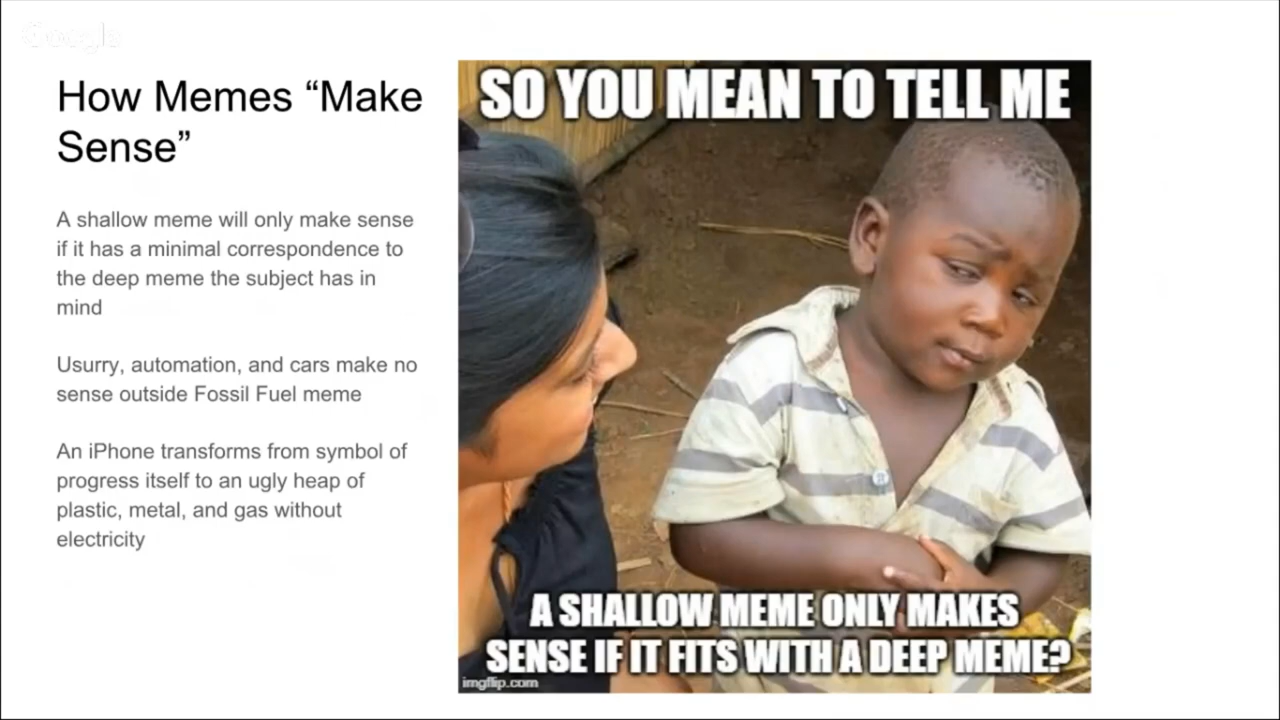 Google
How Memes “Make
Sense”
A shallow meme will only make sense
if it has a minimal correspondence to
the deep meme the subject has in
mind
Usurry, automation, and cars make no
sense outside Fossil Fuel meme
An iPhone transforms from symbol of
progress itself to an ugly heap of
plastic, metal, and gas without
electricity
SO YOU MEAN TO TELL ME
A SHALLOW MEME ONLY MAKES
SENSE IF IT FITS WITH A DEEP MEME?
imgflip.com